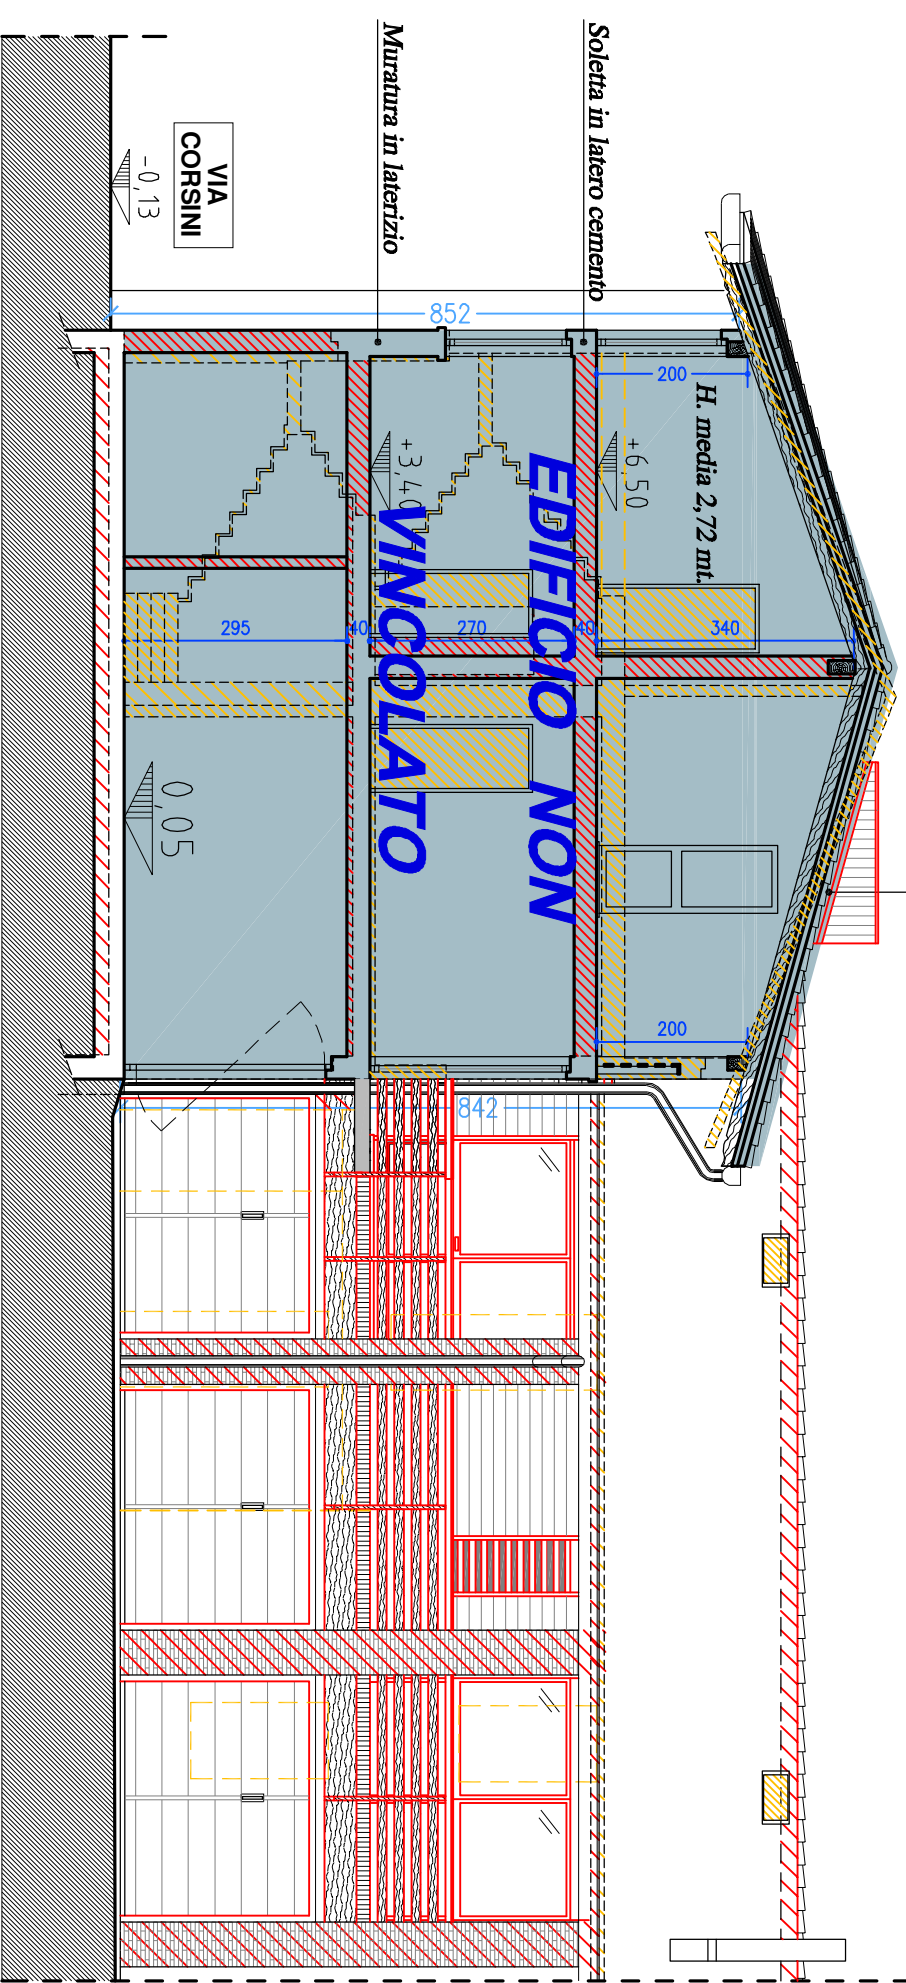 Soletta in latero cemento
Muratura in laterizio
VIA
CORSINI
-0,13
852
200
H. media 2,72 mt.
+6,50
+3,40
EDIFICIO NON
VINCOLATO
340
40
270
40
295
0,05
200
842